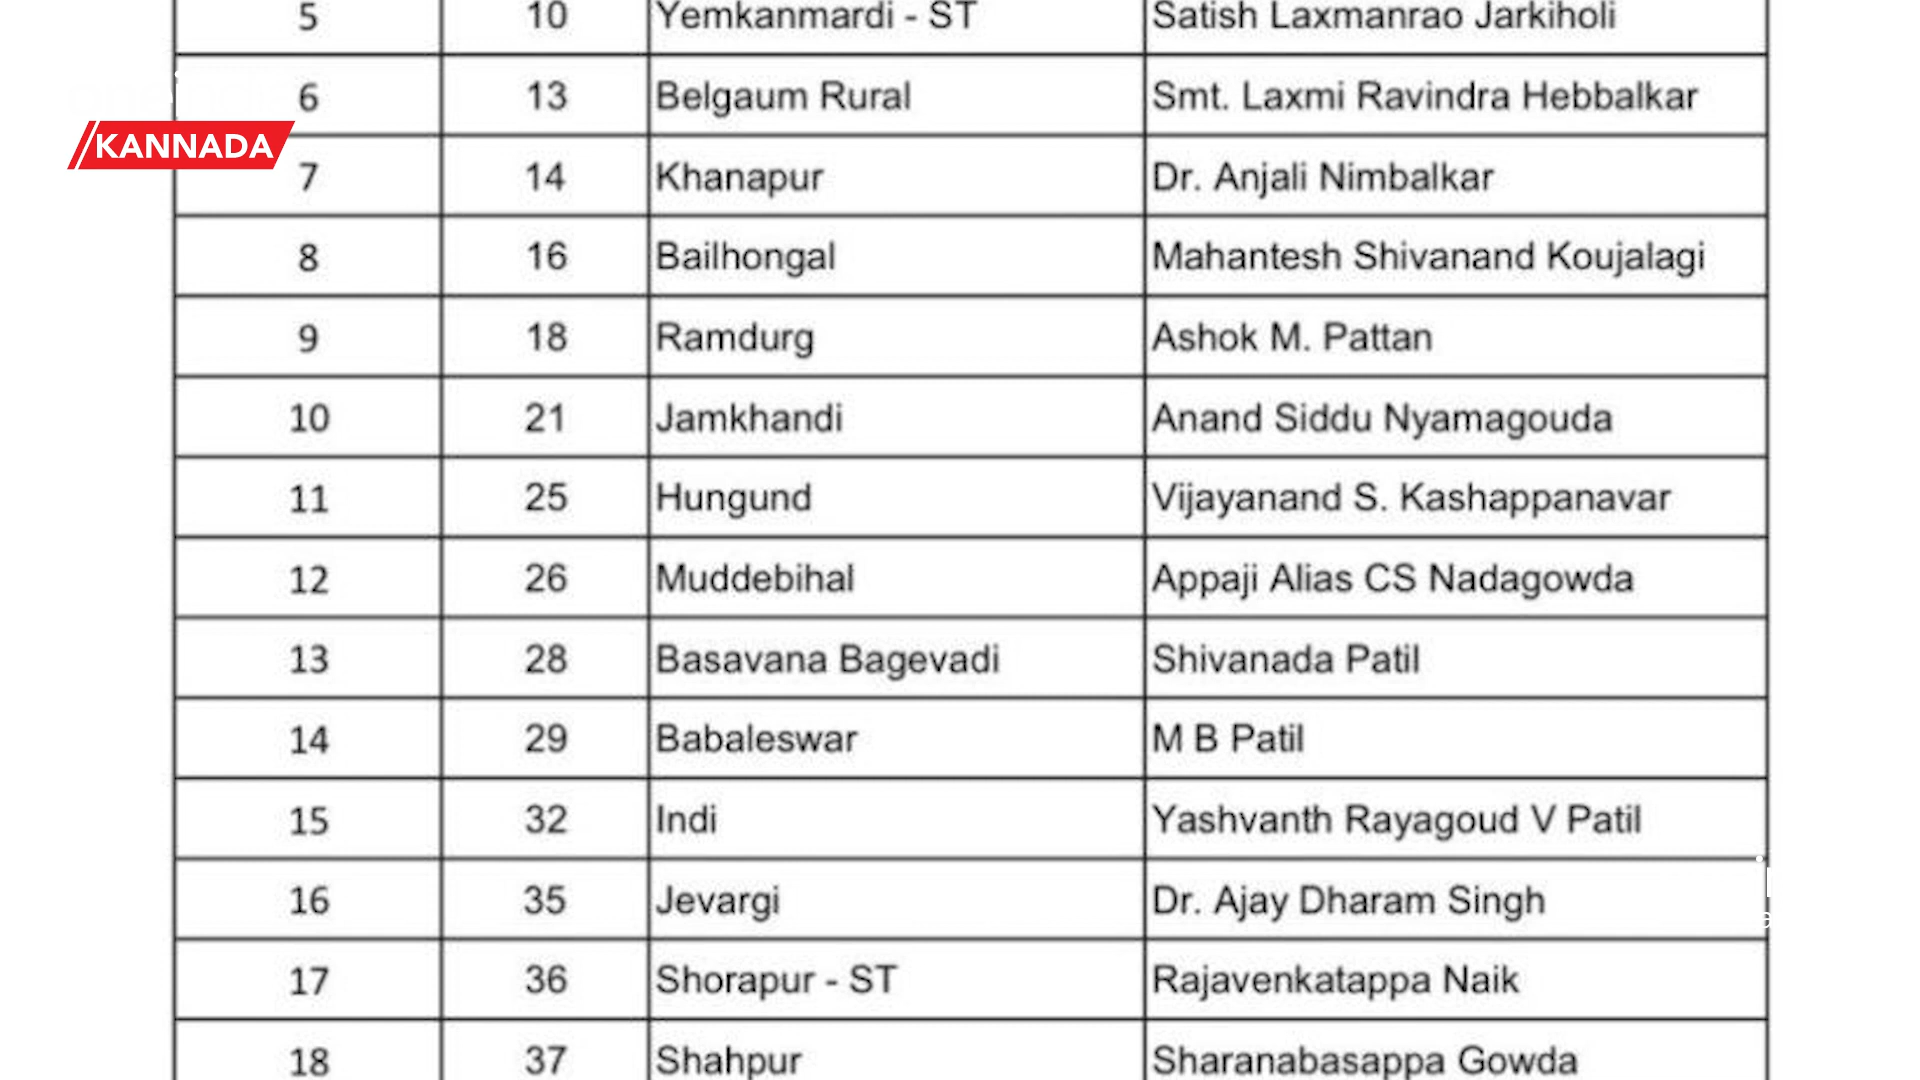 5 10 Yemkanmardi - ST Satish Laxmanrao Jarkiholi
6 13 Belgaum Rural Smt. Laxmi Ravindra Hebbalkar
KANNADA
7 14 Khanapur Dr. Anjali Nimbalkar
8 16 Bailhongal Mahantesh Shivanand Koujalagi
9 18 Ramdurg Ashok M. Pattan
10 21 Jamkhandi Anand Siddu Nyamagouda
11 25 Hungund Vijayanand S. Kashappanavar
12 26 Muddebihal Appaji Alias CS Nadagowda
13 28 Basavana Bagevadi Shivanada Patil
14 29 Babaleswar M B Patil
15 32 Indi Yashvanth Rayagoud V Patil
16 35 Jevargi Dr. Ajay Dharam Singh
17 36 Shorapur - ST Rajavenkatappa Naik
18 37 Shahpur Sharanabasappa Gowda